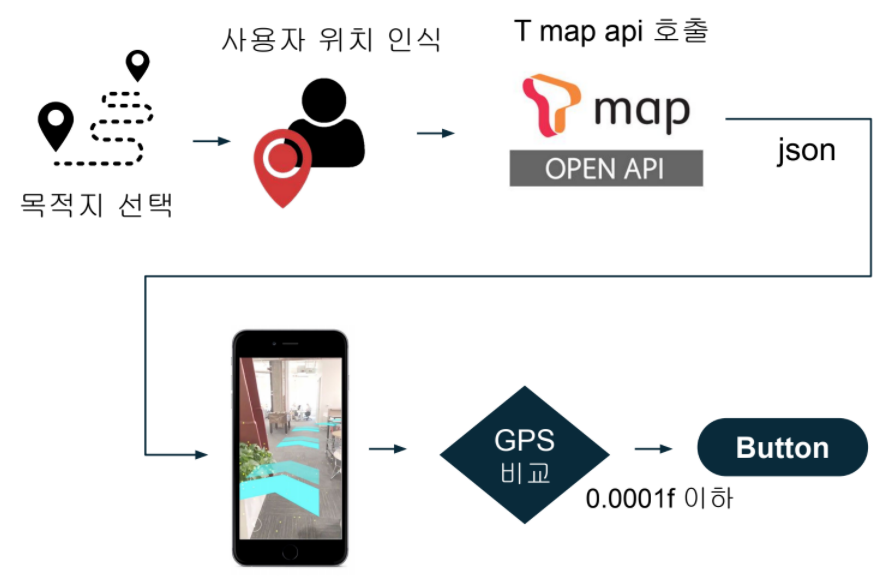 사용자 위치 인식
T map api 호출
T map
OPEN API
json
목적지 선택
GPS
비교
Button
0.0001f 이하